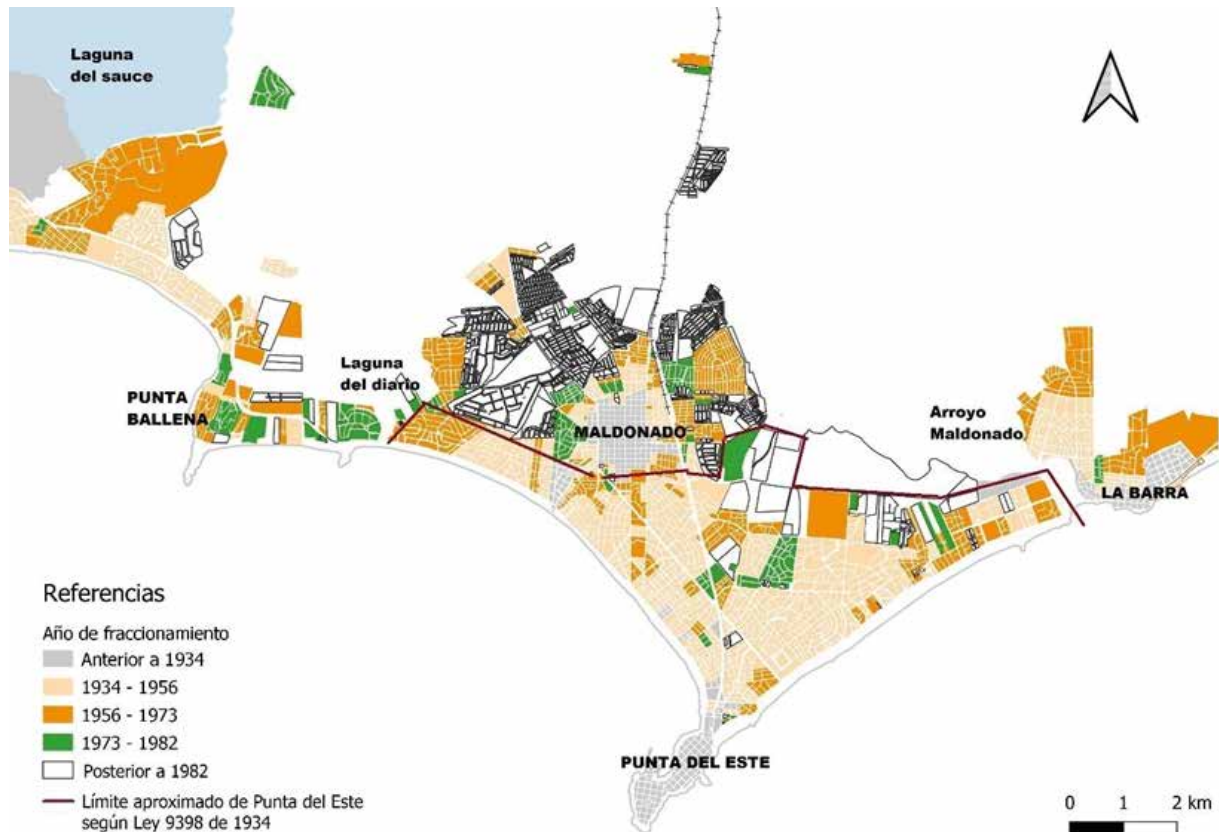 Laguna
del sauce
Laguna
del diario
PUNTA
BALLENA
MALDONADO
Arroyo
Maldonado
LA BARRA
PUNTA DEL ESTE
Referencias
Año de fraccionamiento
Anterior a 1934
1934 - 1956
1956 - 1973
1973 - 1982
Posterior a 1982
Límite aproximado de Punta del Este
según Ley 9398 de 1934
0 1 2 km